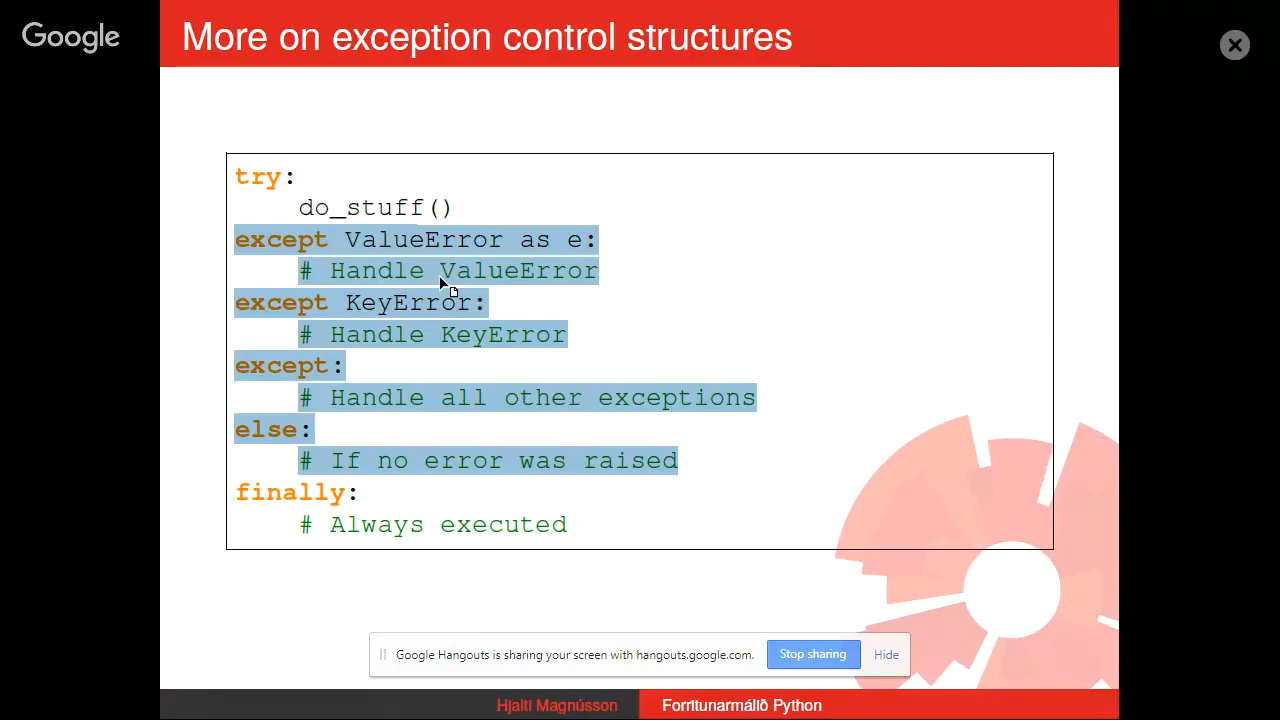 Google
More on exception control structures
try:
do_stuff()
except ValueError as e:
# Handle ValueError
except KeyError:
# Handle KeyError
except:
# Handle all other exceptions
else:
# If no error was raised
finally:
# Always executed
Google Hangouts is sharing your screen with hangouts.google.com.
Stop sharing
Hide
Hjalti Magnússon
Forritunarmálið Python